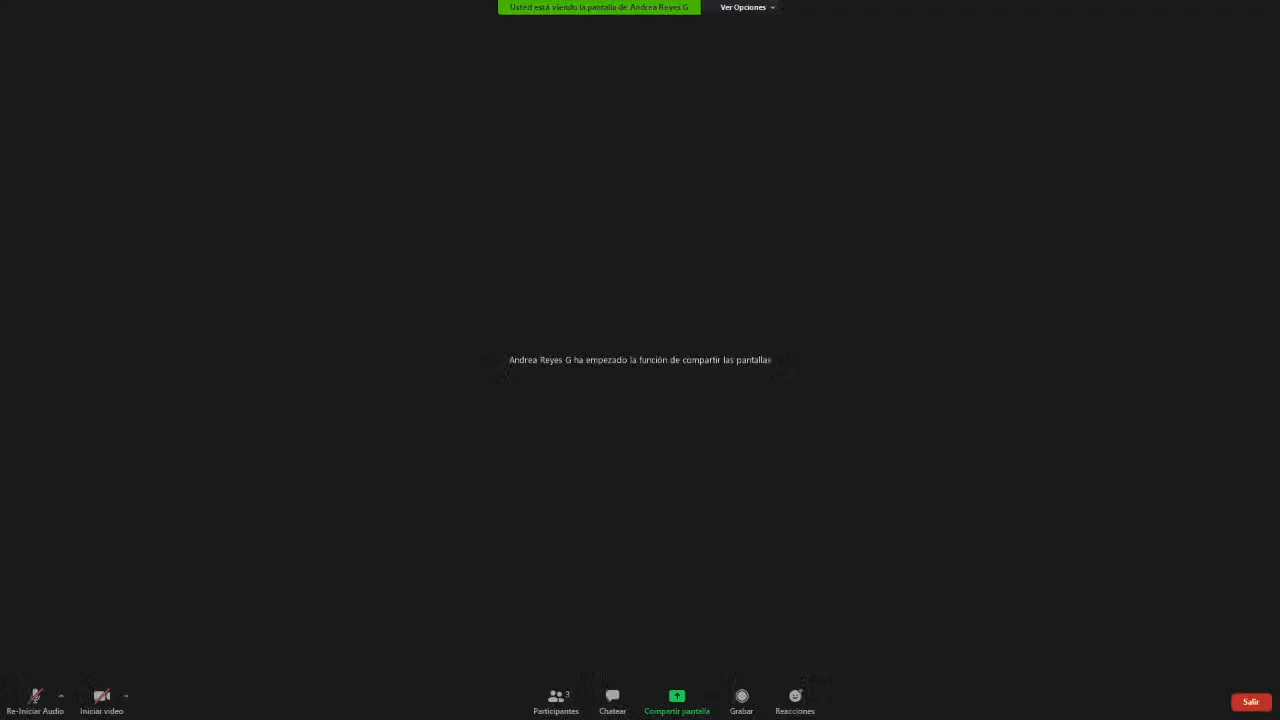 Usted está viendo la pantalla de Andrea Reyes G
Ver Opciones
Andrea Reyes G ha empezado la función de compartir las pantallas
3
Re-Iniciar Audio
Iniciar video
Participantes
Chatear
Compartir pantalla
Grabar
Reacciones
Salir